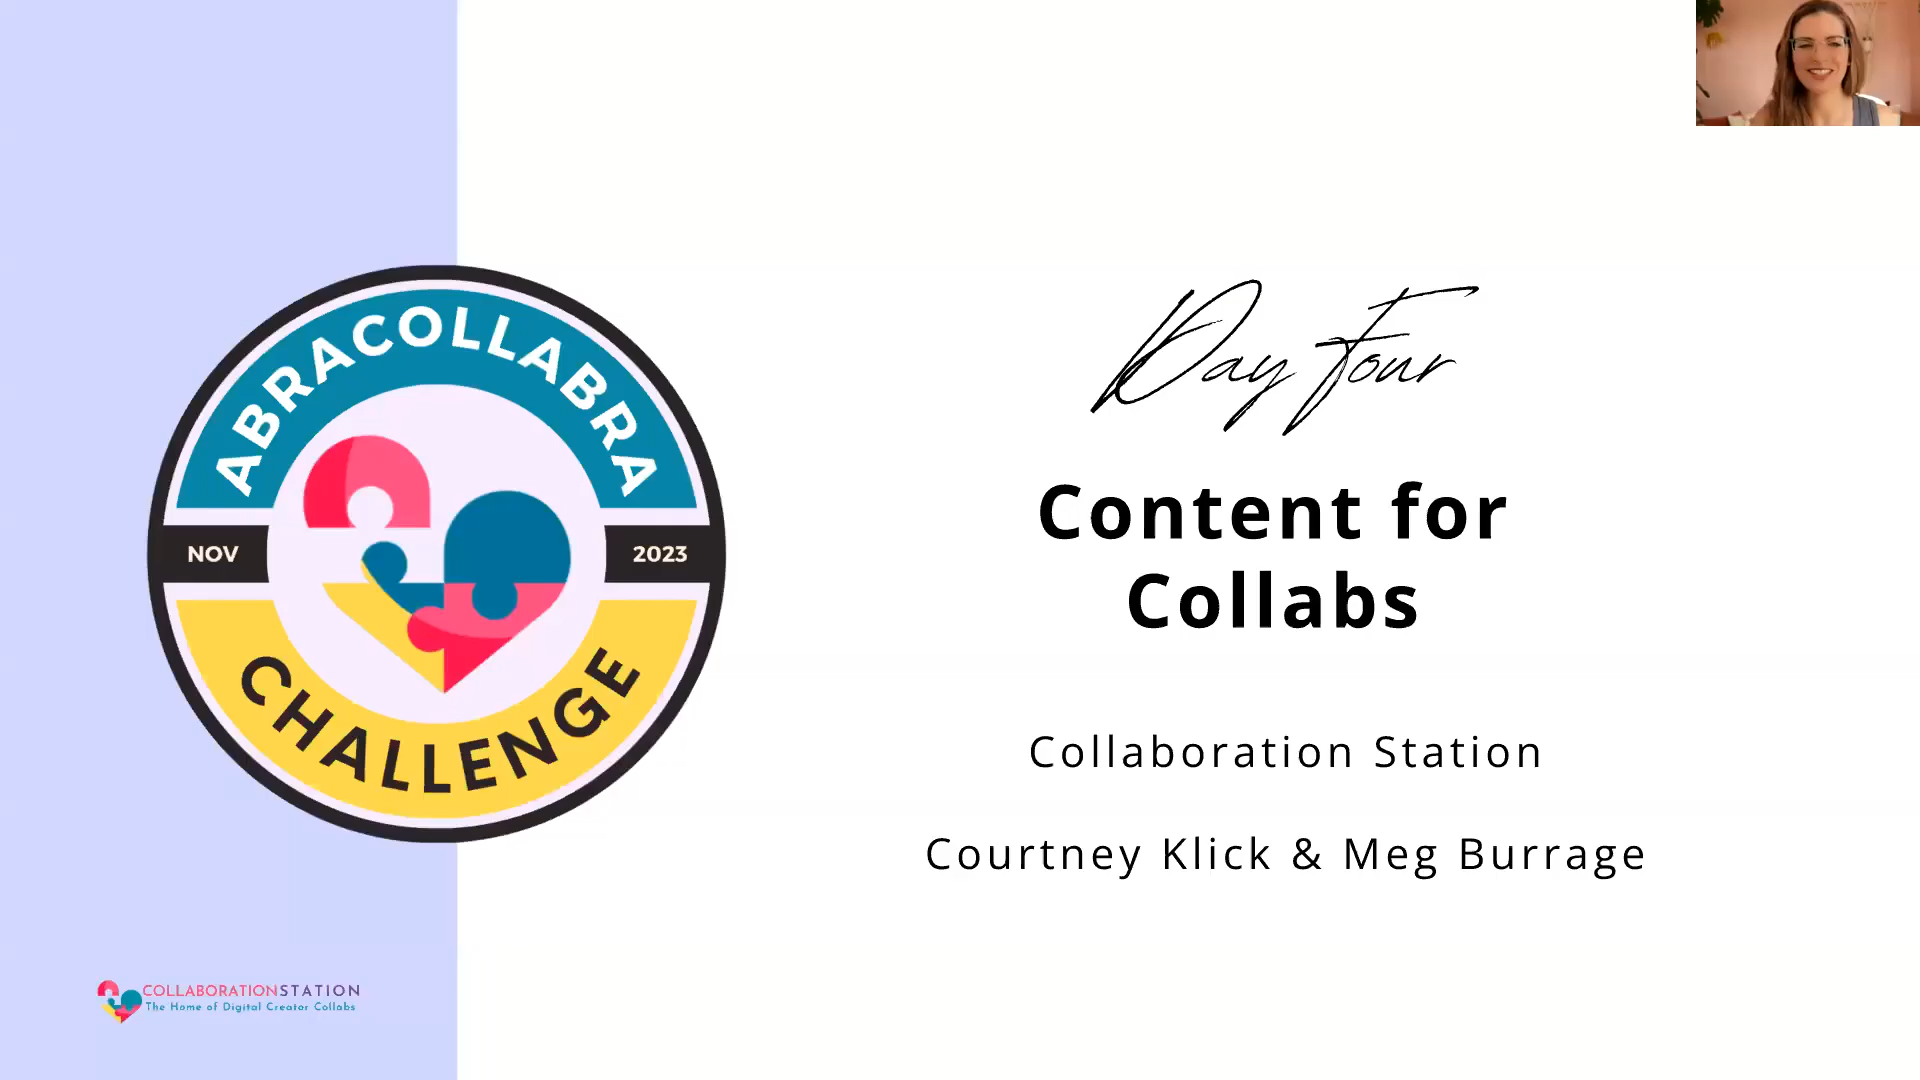 ABRACOLLABRA
NOV
2023
CHALLENGE
Day Four
Content for
Collabs
Collaboration Station
Courtney Klick & Meg Burrage
COLLABORATIONSTATION
The Home of Digital Creator Collabs